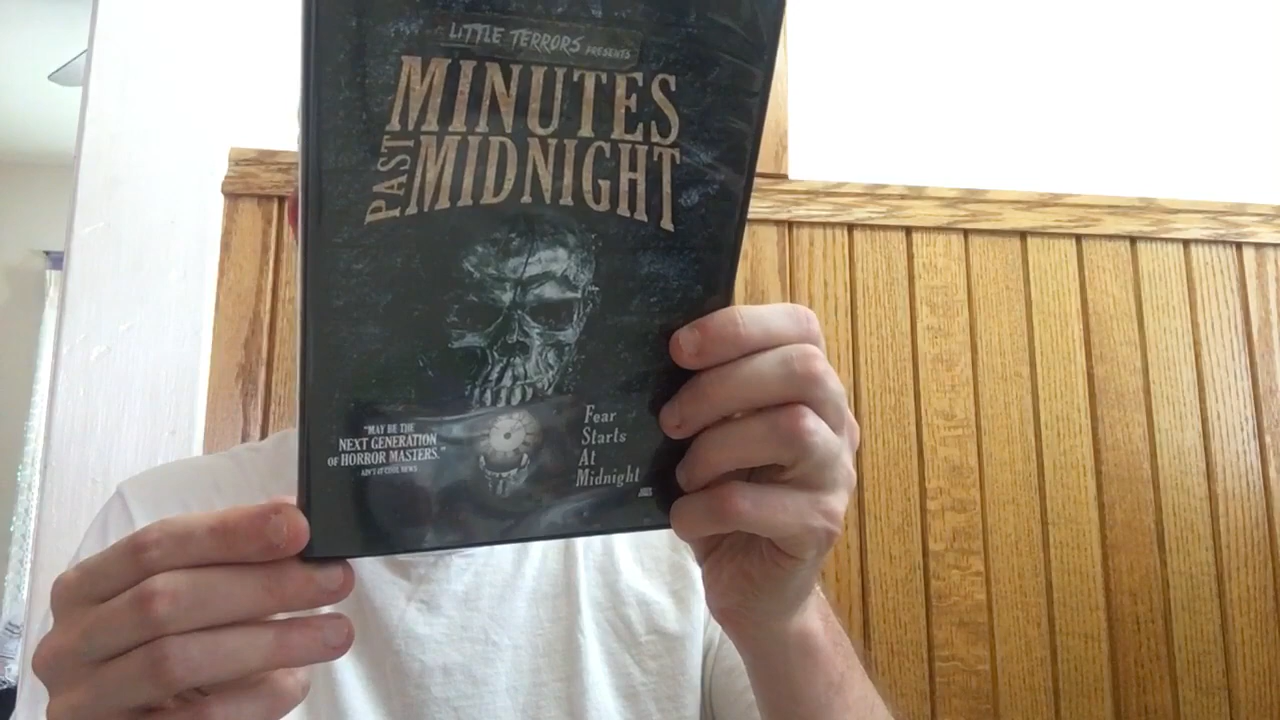 LITTLE TERRORS PRESENTS
MINUTES
PAST MIDNIGHT
"MAY BE THE
NEXT GENERATION
OF HORROR MASTERS."
AIN'T IT COOL NEWS
Fear
Starts
At
Midnight